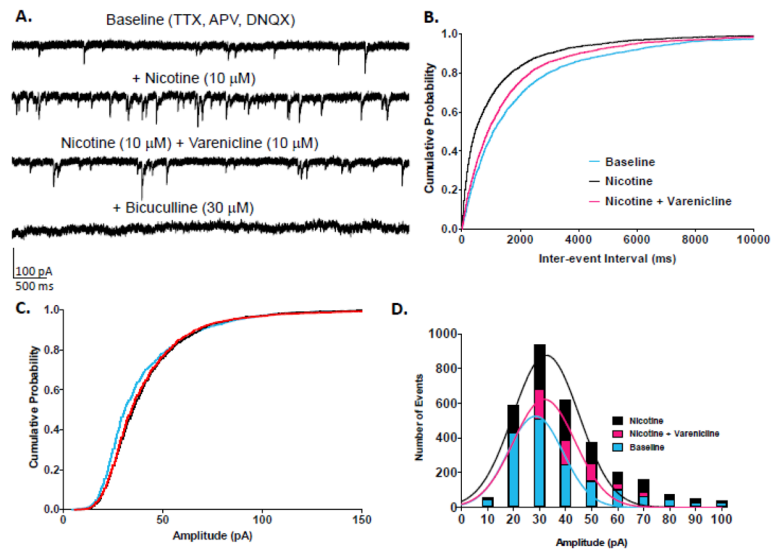 A.
Baseline (TTX, APV, DNQX)
+ Nicotine (10 µM)
Nicotine (10 µM) + Varenicline (10 µM)
+ Bicuculline (30 µM)
100 pA
500 ms
B.
Cumulative Probability
1.0
0.8
0.6
0.4
0.2
0
2000
4000
6000
8000
10000
Inter-event Interval (ms)
Baseline
Nicotine
Nicotine + Varenicline
C.
Cumulative Probability
1.0
0.8
0.6
0.4
0.2
0.0
0
50
100
150
Amplitude (pA)
D.
Number of Events
1000
800
600
400
200
0
0
10
20
30
40
50
60
70
80
90
100
Amplitude (pA)
Nicotine
Nicotine + Varenicline
Baseline